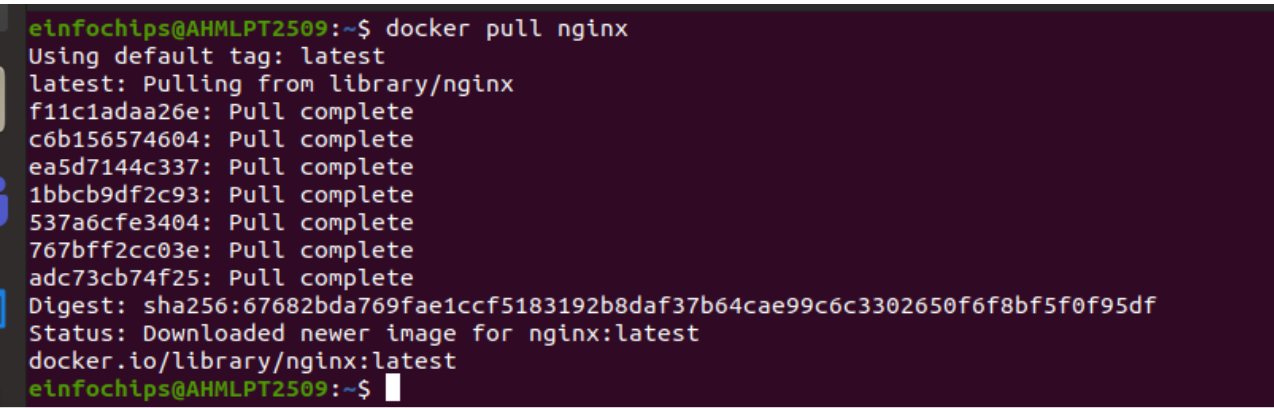 einfochips@AHMLPT2509:~$ docker pull nginx
Using default tag: latest
latest: Pulling from library/nginx
f11c1adaa26e: Pull complete
c6b156574604: Pull complete
ea5d7144c337: Pull complete
1bbcb9df2c93: Pull complete
537a6cfe3404: Pull complete
767bff2cc03e: Pull complete
adc73cb74f25: Pull complete
Digest: sha256:67682bda769fae1ccf5183192b8daf37b64cae99c6c3302650f6f8bf5f0f95df
Status: Downloaded newer image for nginx:latest
docker.io/library/nginx:latest
einfochips@AHMLPT2509:~$